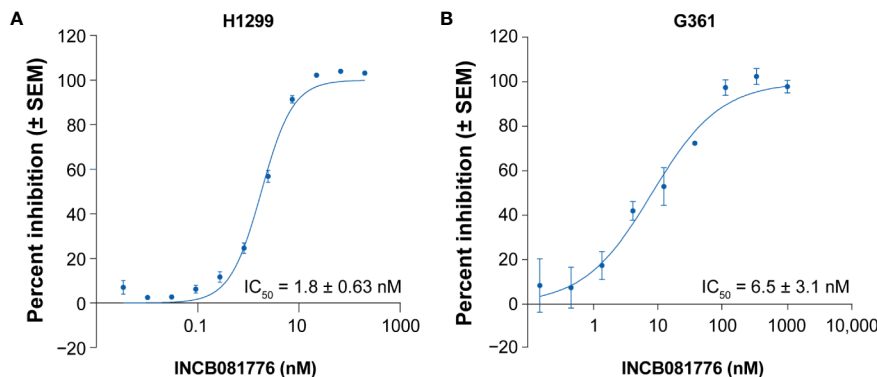 A
H1299
Percent inhibition (± SEM)
120
100
80
60
40
20
0
−20
IC50 = 1.8 ± 0.63 nM
0.1
10
1000
INCB081776 (nM)
B
G361
Percent inhibition (± SEM)
120
100
80
60
40
20
0
−20
IC50 = 6.5 ± 3.1 nM
1
10
100
1000
10,000
INCB081776 (nM)